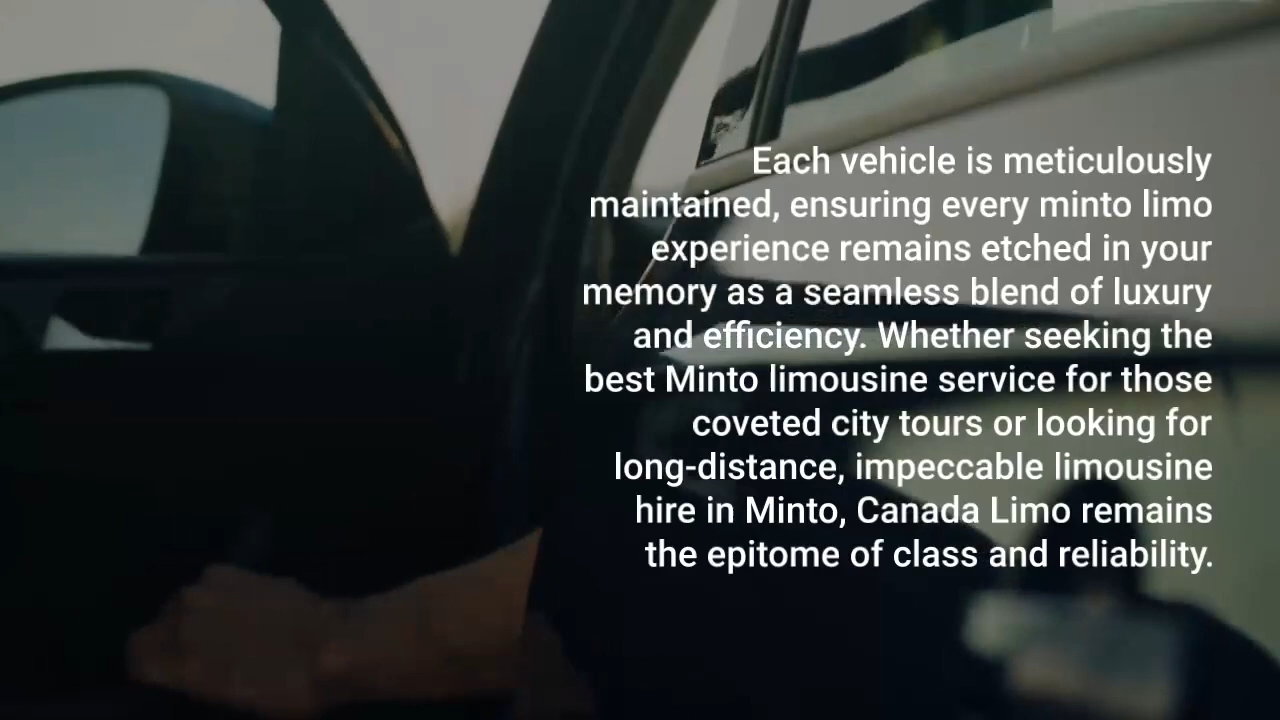 Each vehicle is meticulously
maintained, ensuring every minto limo
experience remains etched in your
memory as a seamless blend of luxury
and efficiency. Whether seeking the
best Minto limousine service for those
coveted city tours or looking for
long-distance, impeccable limousine
hire in Minto, Canada Limo remains
the epitome of class and reliability.